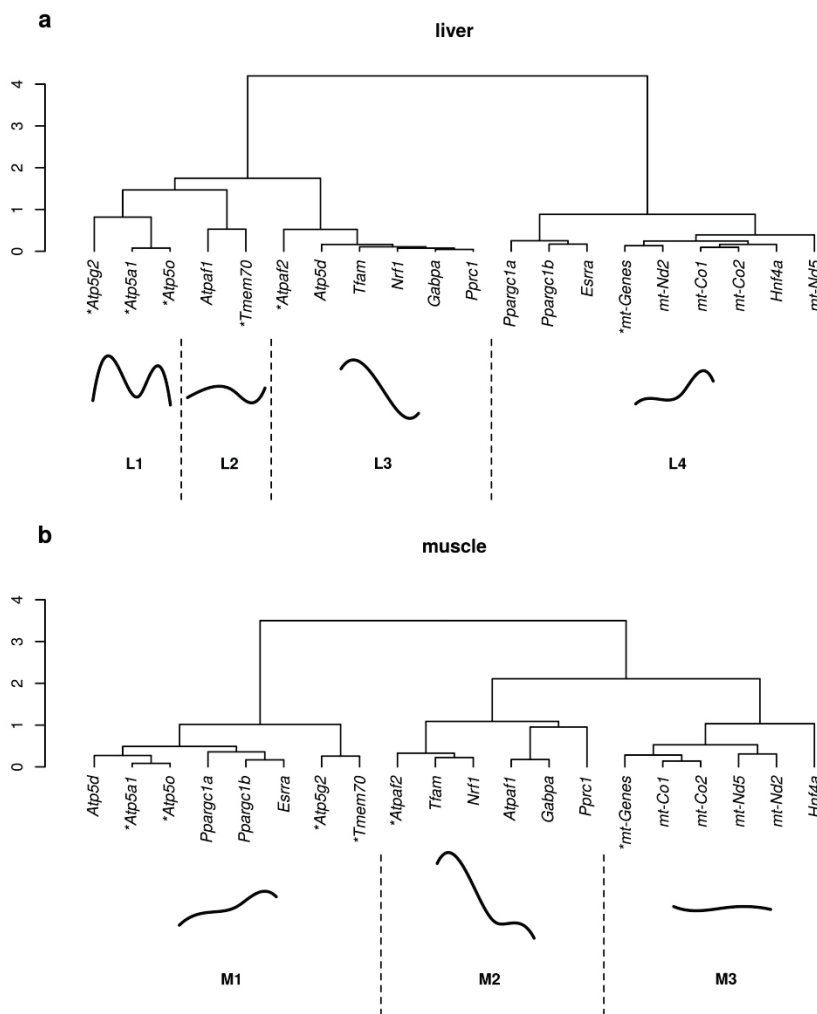 a
liver
4
3
2
1
0
*Atp5g2
*Atp5a1
*Atp5o
Atpaf1
*Tmem70
*Atpaf2
Atp5d
Tfam
Nrf1
Gabpa
Pprc1
Ppargc1a
Ppargc1b
Esrra
*mt-Genes
mt-Nd2
mt-Co1
mt-Co2
Hnf4a
mt-Nd5
L1
L2
L3
L4
b
muscle
4
3
2
1
0
Atp5d
*Atp5a1
*Atp5o
Ppargc1a
Ppargc1b
Esrra
*Atp5g2
*Tmem70
*Atpaf2
Tfam
Nrf1
Atpaf1
Gabpa
Pprc1
*mt-Genes
mt-Co1
mt-Co2
mt-Nd5
mt-Nd2
Hnf4a
M1
M2
M3